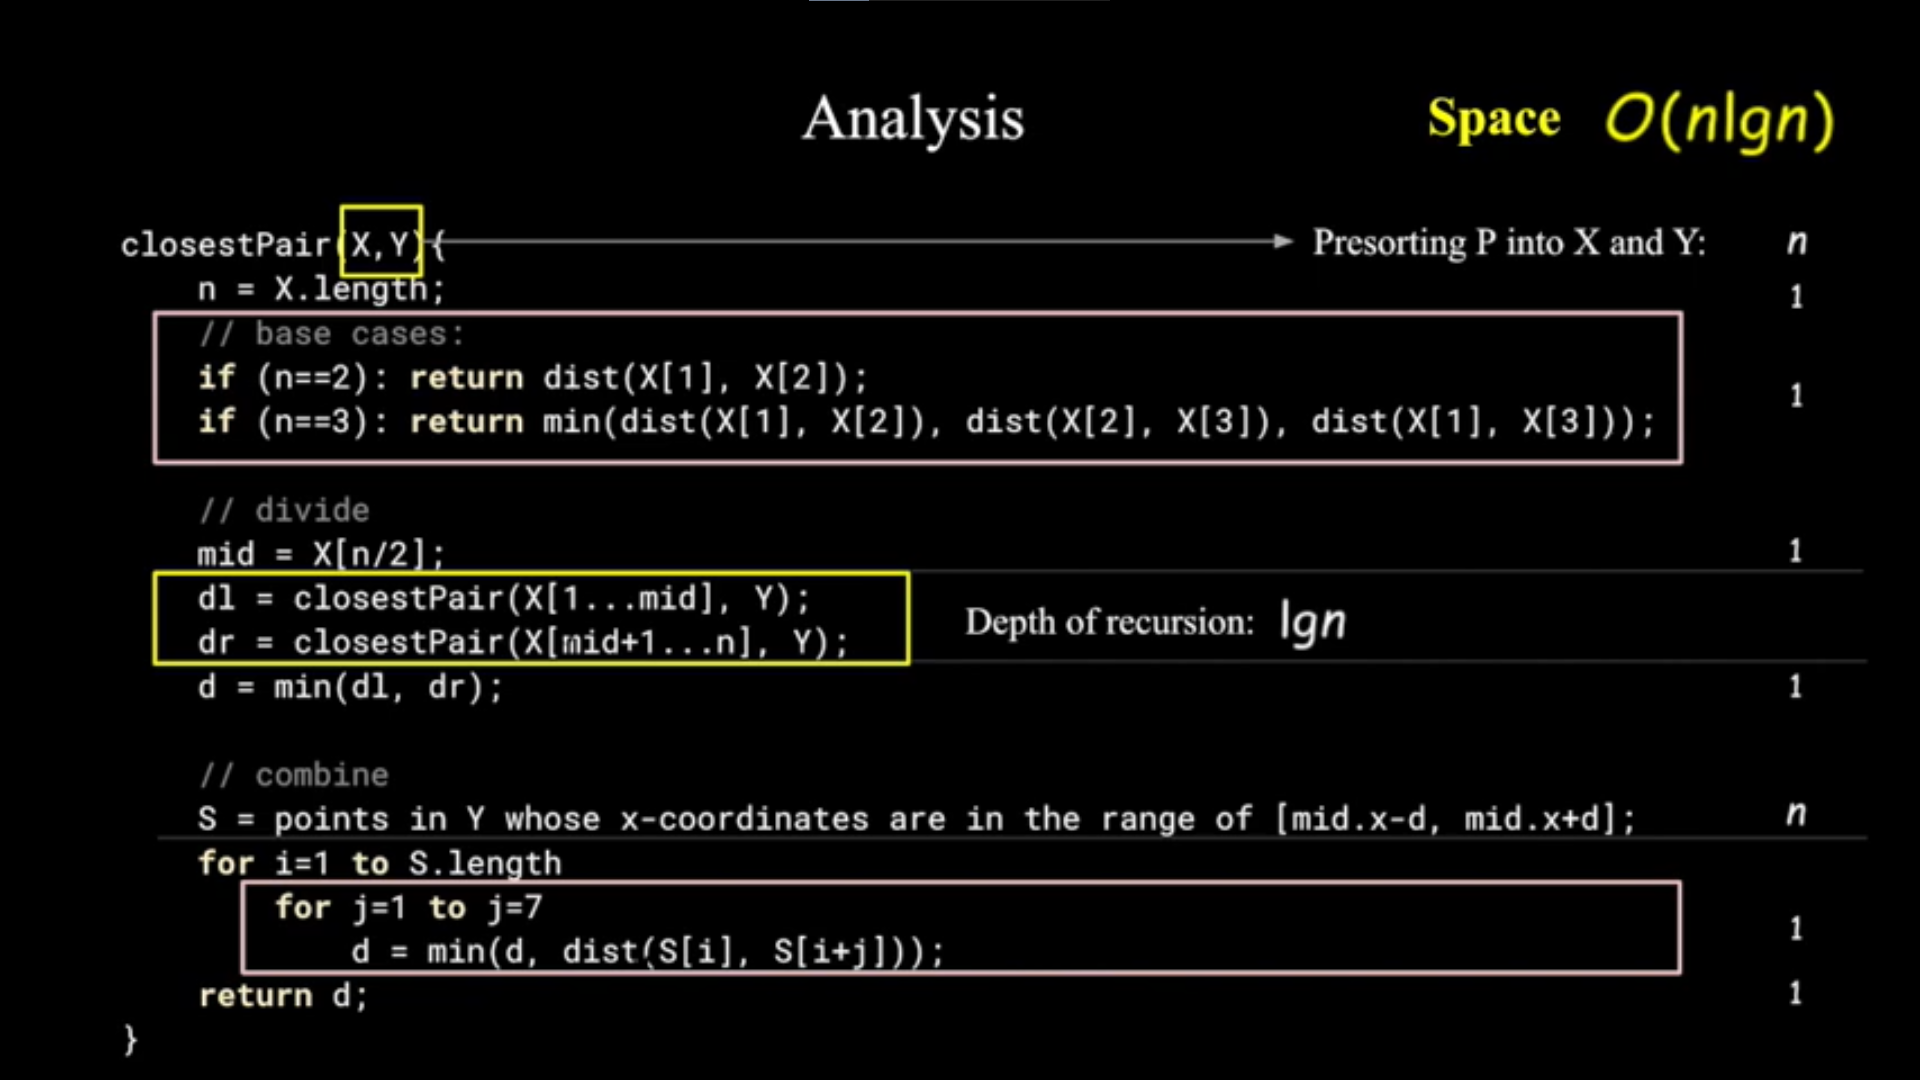 Analysis
Space O(nlgn)
closestPair(X,Y){ Presorting P into X and Y: n
n = X.length; 1
// base cases:
if (n==2): return dist(X[1], X[2]);
if (n==3): return min(dist(X[1], X[2]), dist(X[2], X[3]), dist(X[1], X[3])); 1
// divide
mid = X[n/2]; 1
dl = closestPair(X[1...mid], Y);
dr = closestPair(X[mid+1...n], Y);
Depth of recursion: lgn
d = min(dl, dr); 1
// combine
S = points in Y whose x-coordinates are in the range of [mid.x-d, mid.x+d]; n
for i=1 to S.length
for j=1 to j=7
d = min(d, dist(S[i], S[i+j])); 1
return d; 1
}